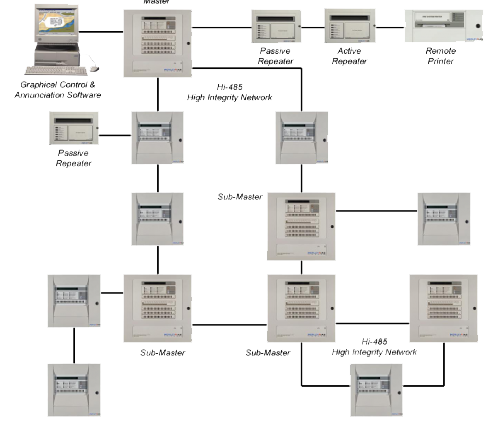 Master
Graphical Control &
Annunciation Software
Passive
Repeater
Active
Repeater
Remote
Printer
Hi-485
High Integrity Network
Passive
Repeater
Sub-Master
Sub-Master
Sub-Master
Hi-485
High Integrity Network